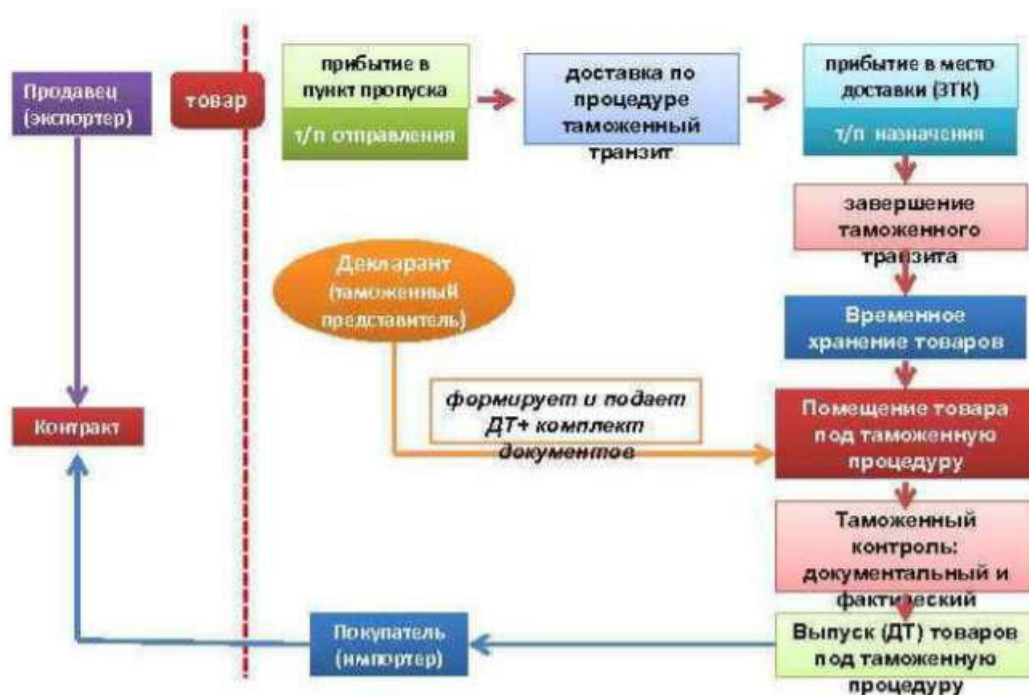 Продавец
(экспортер)
товар
прибытие в
пункт пропуска
т/п отправления
доставка по
процедуре
таможенный
транзит
прибытие в место
доставки (ЗТК)
т/п назначения
завершение
таможенного
транзита
Декларант
(таможенный
представитель)
Временное
хранение товаров
формирует и подает
ДТ+ комплект
документов
Контракт
Помещение товара
под таможенную
процедуру
Таможенный
контроль:
документальный и
фактический
Покупатель
(импортер)
Выпуск (ДТ) товаров
под таможенную
процедуру